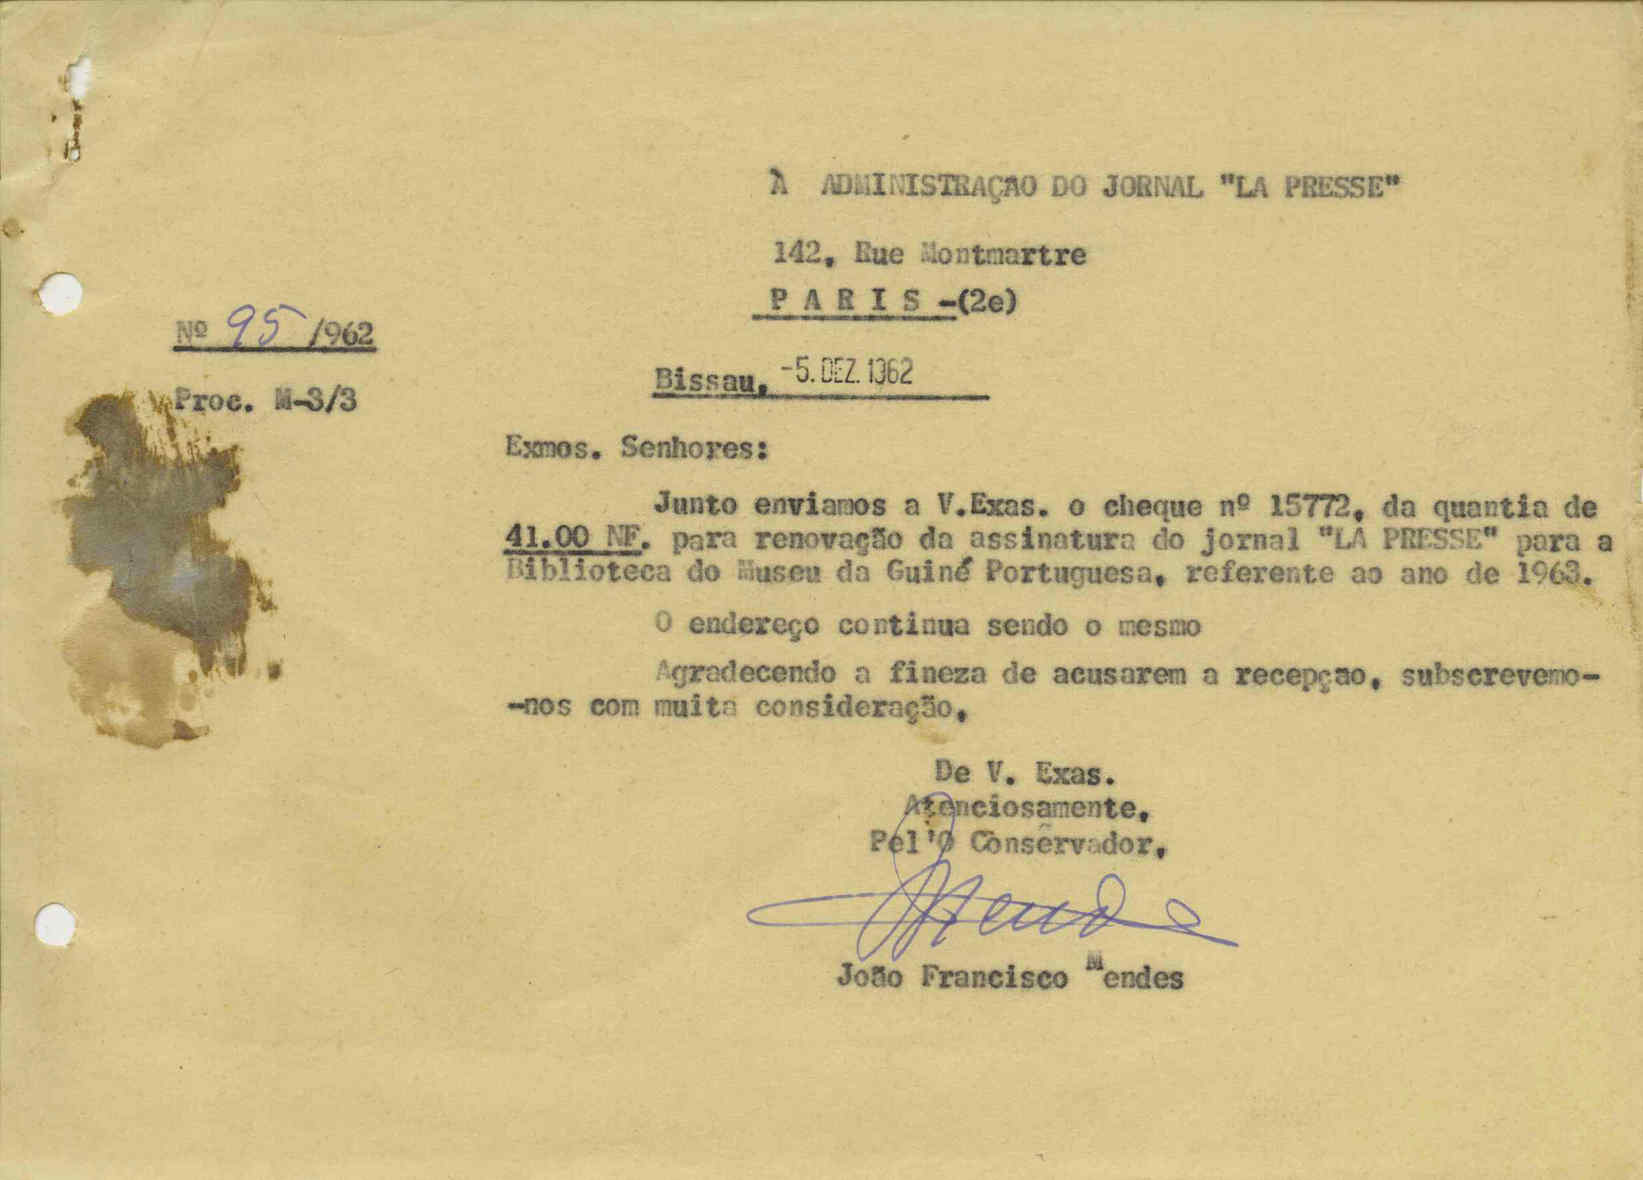 À ADMINISTRAÇÃO DO JORNAL "LA PRESSE"
142, Rue Montmartre
P A R I S -(2e)
Nº 95 /962
Bissau, -5. DEZ. 1962
Proc. M-3/3
Exmos. Senhores:
Junto enviamos a V.Exas. o cheque nº 15772, da quantia de
41.00 NF. para renovação da assinatura do jornal "LA PRESSE" para a
Biblioteca do Museu da Guiné Portuguesa, referente ao ano de 1963.
O endereço continua sendo o mesmo
Agradecendo a fineza de acusarem a recepçao, subscrevemo-
-nos com muita consideração,
De V. Exas.
Atenciosamente,
Pel'O Consêrvador,
Mendes
João Francisco Mendes